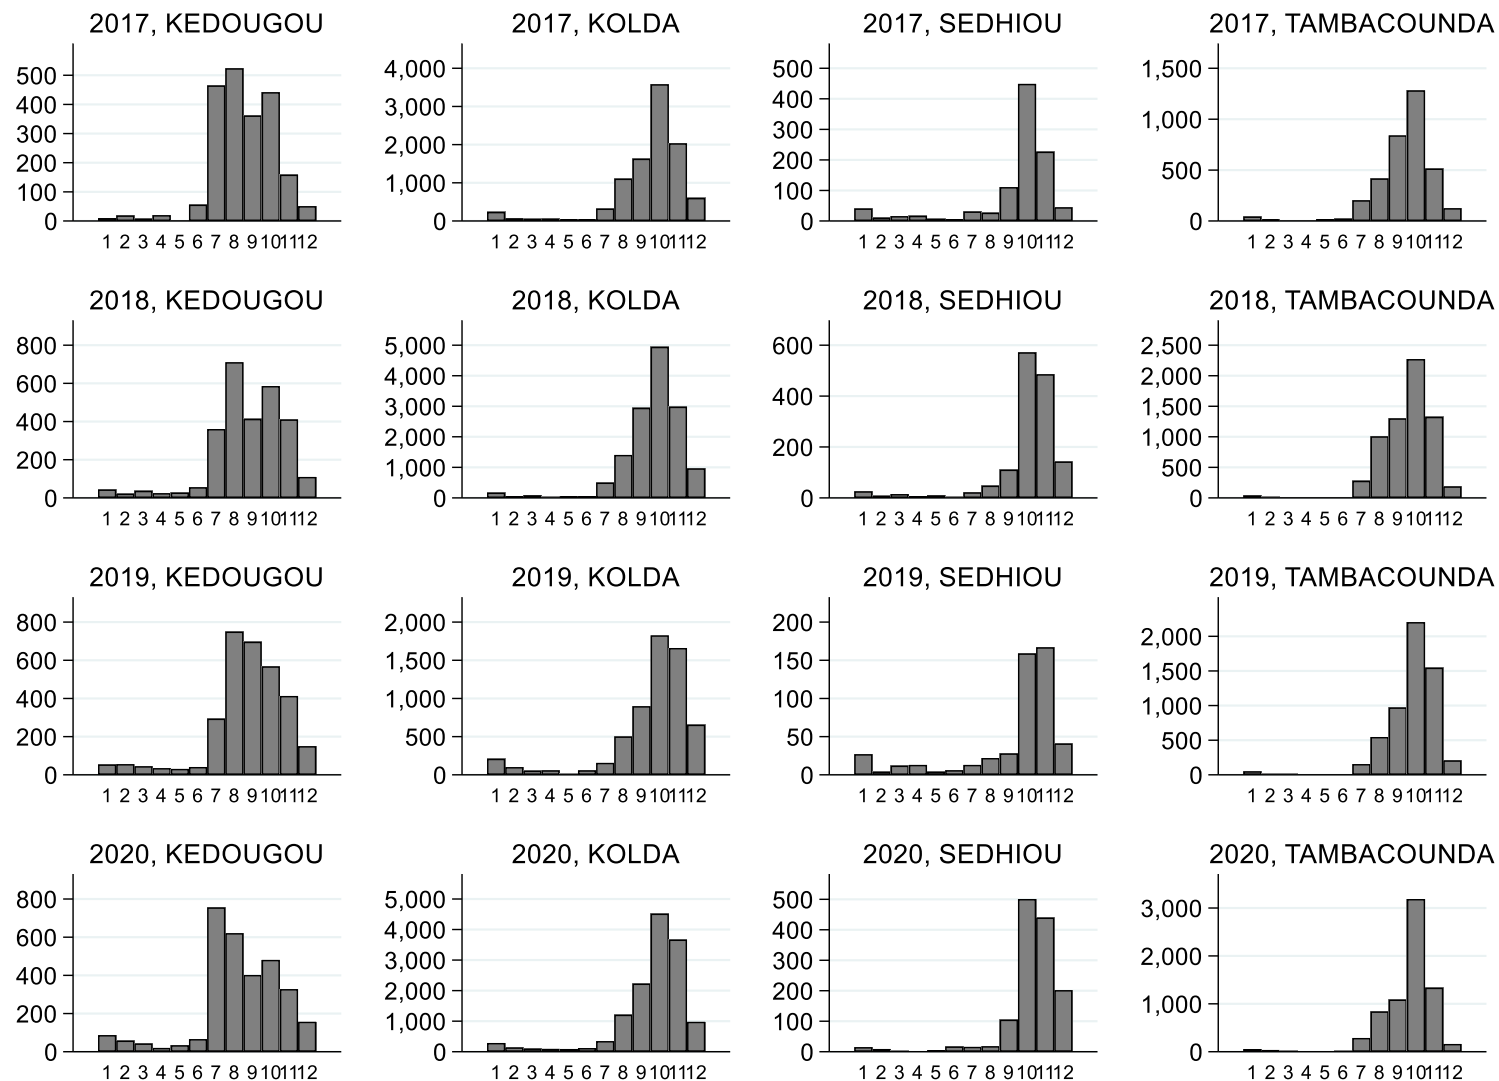 2017, KEDOUGOU 2017, KOLDA 2017, SEDHIOU 2017, TAMBACOUNDA
500 4,000 500 1,500
400 3,000 400 1,000
300 2,000 300 500
200 1,000 200 0
100 0 100
0 0
1 2 3 4 5 6 7 8 9 10 11 12 1 2 3 4 5 6 7 8 9 10 11 12 1 2 3 4 5 6 7 8 9 10 11 12 1 2 3 4 5 6 7 8 9 10 11 12
2018, KEDOUGOU 2018, KOLDA 2018, SEDHIOU 2018, TAMBACOUNDA
800 5,000 600 2,500
600 4,000 400 2,000
400 3,000 200 1,500
200 2,000 0 1,000
0 1,000 500
0 0
1 2 3 4 5 6 7 8 9 10 11 12 1 2 3 4 5 6 7 8 9 10 11 12 1 2 3 4 5 6 7 8 9 10 11 12 1 2 3 4 5 6 7 8 9 10 11 12
2019, KEDOUGOU 2019, KOLDA 2019, SEDHIOU 2019, TAMBACOUNDA
800 2,000 200 2,000
600 1,500 150 1,500
400 1,000 100 1,000
200 500 50 500
0 0 0 0
1 2 3 4 5 6 7 8 9 10 11 12 1 2 3 4 5 6 7 8 9 10 11 12 1 2 3 4 5 6 7 8 9 10 11 12 1 2 3 4 5 6 7 8 9 10 11 12
2020, KEDOUGOU 2020, KOLDA 2020, SEDHIOU 2020, TAMBACOUNDA
800 5,000 500 3,000
600 4,000 400 2,000
400 3,000 300 1,000
200 2,000 200 0
0 1,000 100
0 0
1 2 3 4 5 6 7 8 9 10 11 12 1 2 3 4 5 6 7 8 9 10 11 12 1 2 3 4 5 6 7 8 9 10 11 12 1 2 3 4 5 6 7 8 9 10 11 12